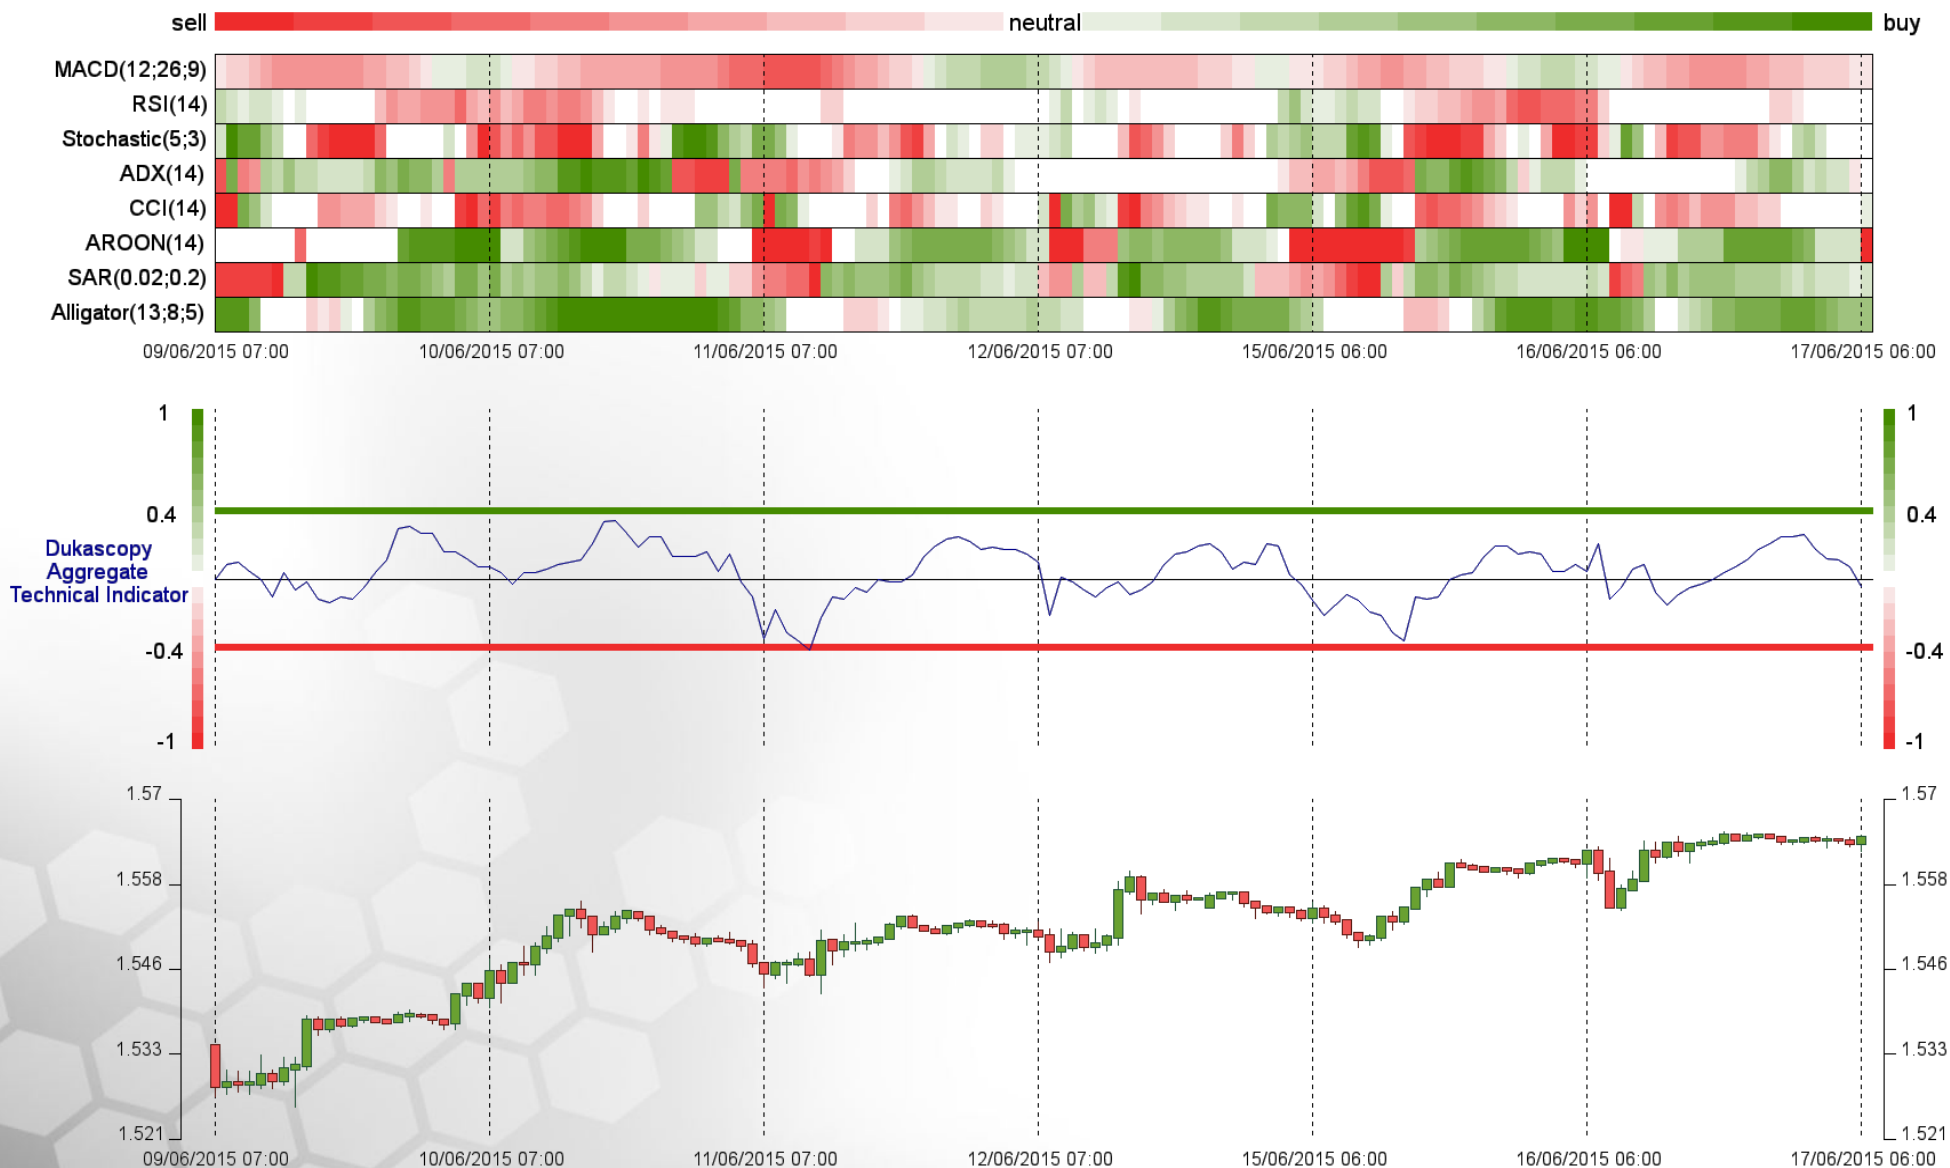 sell neutral buy
MACD(12;26;9)
RSI(14)
Stochastic(5;3)
ADX(14)
CCI(14)
AROON(14)
SAR(0.02;0.2)
Alligator(13;8;5)
09/06/2015 07:00 10/06/2015 07:00 11/06/2015 07:00 12/06/2015 07:00 15/06/2015 06:00 16/06/2015 06:00 17/06/2015 06:00
1 1
0.4 0.4
Dukascopy
Aggregate
Technical Indicator
-0.4 -0.4
-1 -1
1.57 1.57
1.558 1.558
1.546 1.546
1.533 1.533
1.521 1.521
09/06/2015 07:00 10/06/2015 07:00 11/06/2015 07:00 12/06/2015 07:00 15/06/2015 06:00 16/06/2015 06:00 17/06/2015 06:00